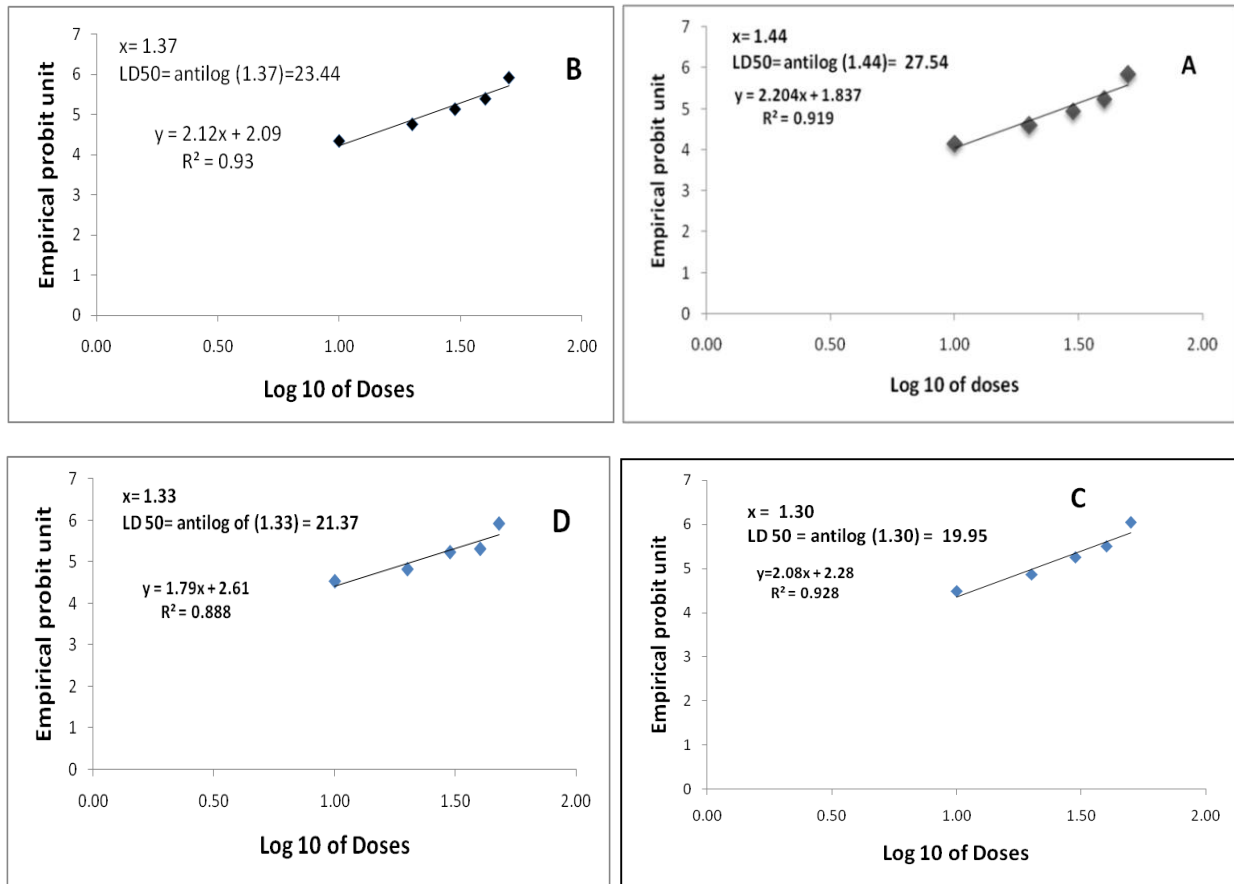 x= 1.37
LD50= antilog (1.37)=23.44
B
y = 2.12x + 2.09
R² = 0.93
Empirical probit unit
7
6
5
4
3
2
1
0
0.00 0.50 1.00 1.50 2.00
Log 10 of Doses
x= 1.44
LD50= antilog (1.44)= 27.54
A
y = 2.204x + 1.837
R² = 0.919
Empirical probit unit
7
6
5
4
3
2
1
0
0.00 0.50 1.00 1.50 2.00
Log 10 of doses
x= 1.33
LD 50= antilog of (1.33) = 21.37
D
y = 1.79x + 2.61
R² = 0.888
Empirical probit unit
7
6
5
4
3
2
1
0
0.00 0.50 1.00 1.50 2.00
Log 10 of Doses
x = 1.30
LD 50 = antilog (1.30) = 19.95
C
y=2.08x + 2.28
R² = 0.928
Empirical probit unit
7
6
5
4
3
2
1
0
0.00 0.50 1.00 1.50 2.00
Log 10 of Doses